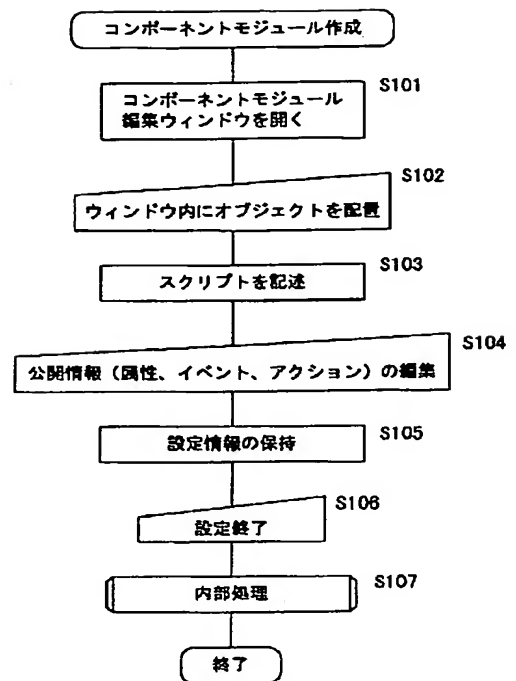 コンポーネントモジュール作成
S101
コンポーネントモジュール
編集ウィンドウを開く
S102
ウィンドウ内にオブジェクトを配置
S103
スクリプトを記述
S104
公開情報（属性、イベント、アクション）の編集
S105
設定情報の保持
S106
設定終了
S107
内部処理
終了